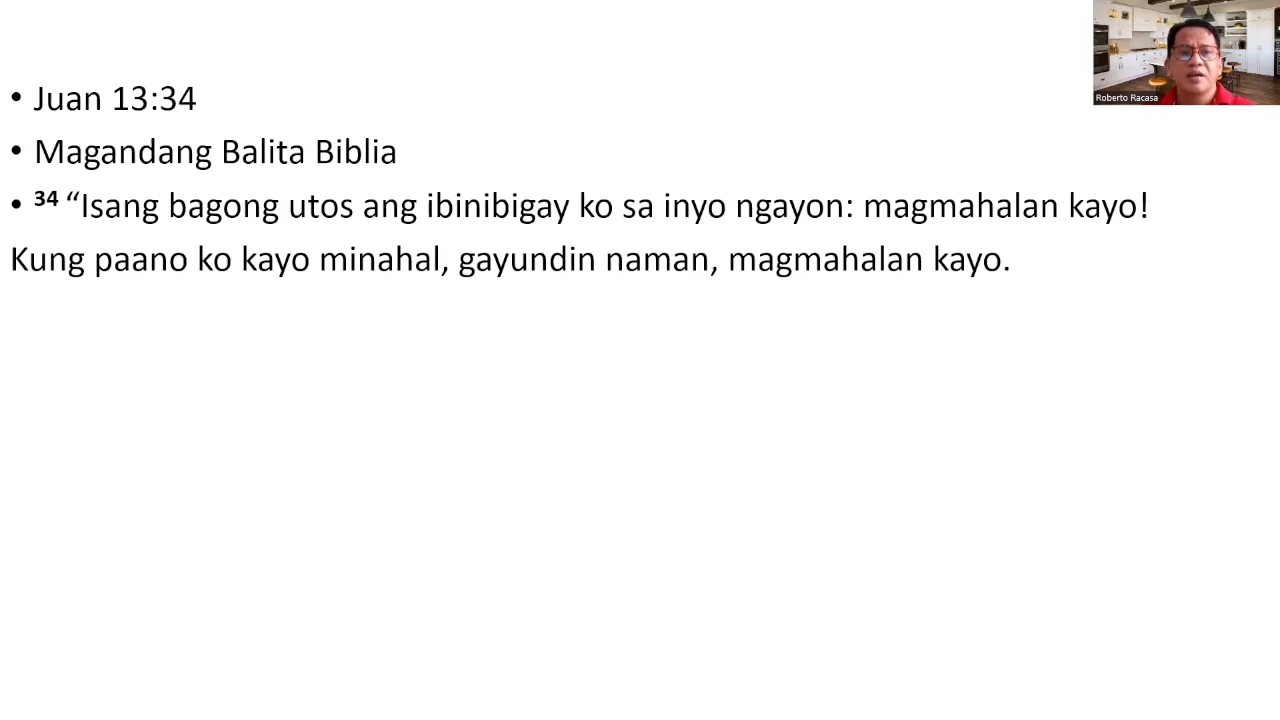 • Juan 13:34
• Magandang Balita Biblia
• 34 “Isang bagong utos ang ibinibigay ko sa inyo ngayon: magmahalan kayo!
Kung paano ko kayo minahal, gayundin naman, magmahalan kayo.
Roberto Racasa